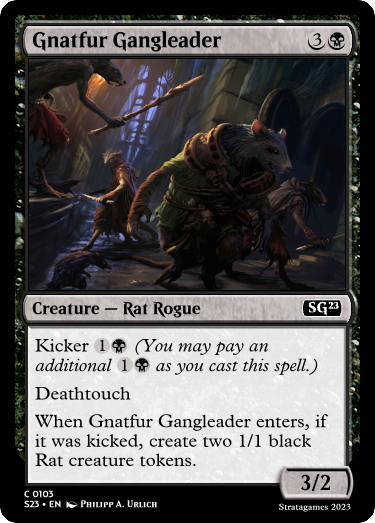 Gnatfur Gangleader 3
Creature — Rat Rogue SG23
Kicker 1 (You may pay an
additional 1 as you cast this spell.)
Deathtouch
When Gnatfur Gangleader enters, if
it was kicked, create two 1/1 black
Rat creature tokens.
3/2
C 0103
S23 • EN Philipp A. Urlich
Stratagames 2023